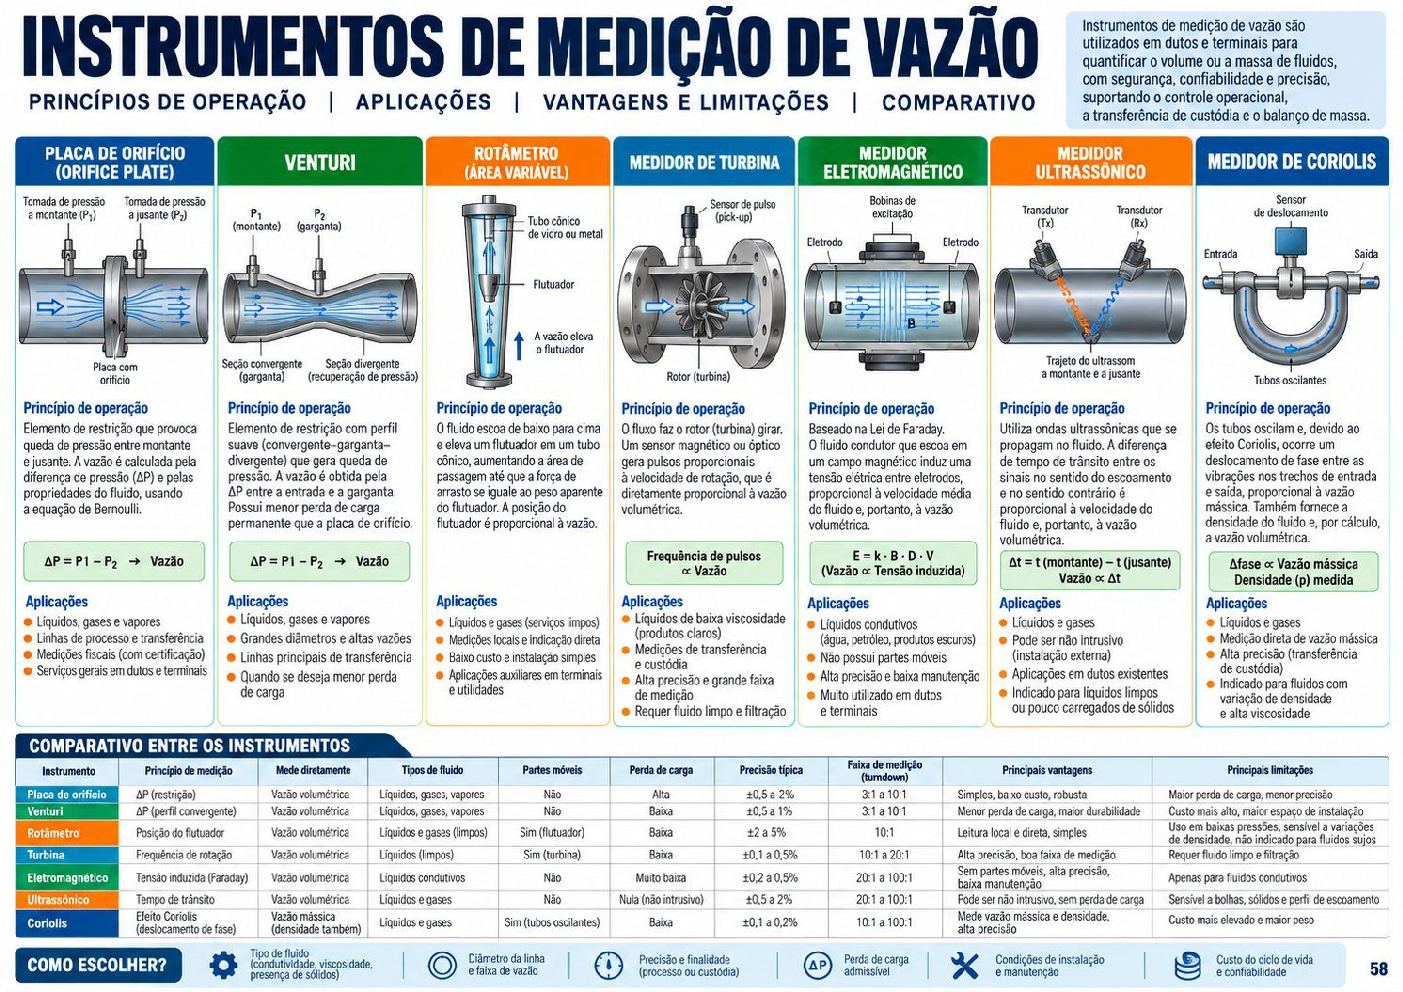 INSTRUMENTOS DE MEDIÇÃO DE VAZÃO
PRINCÍPIOS DE OPERAÇÃO | APLICAÇÕES | VANTAGENS E LIMITAÇÕES | COMPARATIVO
Instrumentos de medição de vazão são
utilizados em dutos e terminais para
quantificar o volume ou a massa de fluidos,
com segurança, confiabilidade e precisão,
suportando o controle operacional,
a transferência de custódia e o balanço de massa.
PLACA DE ORIFÍCIO
(ORIFICE PLATE)
Tomada de pressão
a montante (P1)
Tomada de pressão
a jusante (P2)
Placa com
orifício
Princípio de operação
Elemento de restrição que provoca
queda de pressão entre montante
e jusante. A vazão é calculada pela
diferença ce pressão (ΔP) e pelas
propriedades do fluido, usando
a equação de Bernoulli.
ΔP = P1 – P2 → Vazão
Aplicações
Líquidos, gases e vapores
Linhas de processo e transferência
Medições fiscais (com certificação)
Serviços gerais em dutos e terminais
VENTURI
P1
(montante)
P2
(garganta)
Seção convergente
(garganta)
Seção divergente
(recuperação de pressão)
Princípio de operação
Elemento de restrição com perfil
suave (convergente–garganta–
divergente) que gera queda de
pressão. A vazão é obtida pela
ΔP entre a entrada e a garganta.
Possui menor perda de carga
permanente que a placa de orifício.
ΔP = P1 – P2 → Vazão
Aplicações
Líquidos, gases e vapores
Grandes diâmetros e altas vazões
Linhas principais de transferência
Quando se deseja menor perda
de carga
ROTÂMETRO
(ÁREA VARIÁVEL)
Tubo cônico
de vidro ou metal
Flutuador
A vazão eleva
o flutuador
Princípio de operação
O fluido escoa de baixo para cima
e eleva um flutuador em um tubo
cônico, aumentando a área de
passagem até que a força de
arrasto se iguale ao peso aparente
do flutuador. A posição do
flutuador é proporcional à vazão.
Aplicações
Líquidos e gases (serviços limpos)
Medições locais e indicação direta
Baixo custo e instalação simples
Aplicações auxiliares em terminais
e utilidades
MEDIDOR DE TURBINA
Sensor de pulso
(pick-up)
Rotor (turbina)
Princípio de operação
O fluxo faz o rotor (turbina) girar.
Um sensor magnético ou óptico
gera pulsos proporcionais
à velocidade de rotação, que é
diretamente proporcional à vazão
volumétrica.
Frequência de pulsos
∝ Vazão
Aplicações
Líquidos de baixa viscosidade
(produtos claros)
Medições de transferência
e custódia
Alta precisão e grande faixa
de medição
Requer fluido limpo e filtração
MEDIDOR
ELETROMAGNÉTICO
Bobinas de
excitação
Eletrodo
Eletrodo
B
Princípio de operação
Baseado na Lei de Faraday.
O fluido condutor que escoa em
um campo magnético induz uma
tensão elétrica entre eletrodos,
proporcional à velocidade média
do fluido e, portanto, à vazão
volumétrica.
E = k · B · D · V
(Vazão ∝ Tensão induzida)
Aplicações
Líquidos condutivos
(água, petróleo, produtos escuros)
Não possui partes móveis
Alta precisão e baixa manutenção
Muito utilizado em dutos
e terminais
MEDIDOR
ULTRASSÔNICO
Transdutor
(Tx)
Transdutor
(Rx)
Trajeto de ultrassom
a montante e a jusante
Princípio de operação
Utiliza ondas ultrassônicas que se
propagam no fluido. A diferença
de tempo de trânsito entre os
sinais no sentido do escoamento
e no sentido contrário é
proporcional à velocidade do
fluido e, portanto, à vazão
volumétrica.
Δt = t (montante) – t (jusante)
Vazão ∝ Δt
Aplicações
Líquidos e gases
Pode ser não intrusivo
(instalação externa)
Aplicações em dutos existentes
Indicado para líquidos limpos
ou pouco carregados de sólidos
MEDIDOR DE CORIOLIS
Sensor
de deslocamento
Entrada
Saída
Tubos oscilantes
Princípio de operação
Os tubos oscilam e, devido ao
efeito Coriolis, ocorre um
deslocamento de fase entre as
vibrações nos trechos de entrada
e saída, proporcional à vazão
mássica. Também fornece a
densidade do fluido e, por cálculo,
a vazão volumétrica.
Δfase ∝ Vazão mássica
Densidade (ρ) medida
Aplicações
Líquidos e gases
Medição direta de vazão mássica
Alta precisão (transferência
de custódia)
Indicado para fluidos com
variação de densidade
e alta viscosidade
COMPARATIVO ENTRE OS INSTRUMENTOS
Instrumento Princípio de medição Mede diretamente Tipos de fluido Partes móveis Perda de carga Precisão típica Faixa de medição (turndown) Principais vantagens Principais limitações
Placa de orifício ΔP (restrição) Vazão volumétrica Líquidos, gases, vapores Não Alta ±0,5 a 2% 3:1 a 10:1 Simples, baixo custo, robusta Maior perda de carga, menor precisão
Venturi ΔP (perfil convergente) Vazão volumétrica Líquidos, gases, vapores Não Baixa ±0,5 a 1% 3:1 a 10:1 Menor perda de carga, maior durabilidade Custo mais alto, maior espaço de instalação
Rotâmetro Posição do flutuador Vazão volumétrica Líquidos e gases (limpos) Sim (flutuador) Baixa ±2 a 5% 10:1 Leitura local e direta, simples Uso em baixas pressões, sensível a variações de densidade, não indicado para fluidos sujos
Turbina Frequência de rotação Vazão volumétrica Líquidos (limpos) Sim (turbina) Baixa ±0,1 a 0,5% 10:1 a 20:1 Alta precisão, boa faixa de medição Requer fluido limpo e filtração
Eletromagnético Tensão induzida (Faraday) Vazão volumétrica Líquidos condutivos Não Muito baixa ±0,2 a 0,5% 20:1 a 100:1 Sem partes móveis, alta precisão, baixa manutenção Apenas para fluidos condutivos
Ultrassônico Tempo de trânsito Vazão volumétrica Líquidos e gases Não Nula (não intrusivo) ±0,5 a 2% 20:1 a 100:1 Pode ser não intrusivo, sem perda de carga Sensível a bolhas, sólidos e perfil de escoamento
Coriolis Efeito Coriolis (deslocamento de fase) Vazão mássica (densidade também) Líquidos e gases Sim (tubos oscilantes) Baixa ±0,1 a 0,2% 10:1 a 100:1 Mede vazão mássica e densidade, alta precisão Custo mais elevado e maior peso
COMO ESCOLHER?
Tipo de fluido
(condutividade, viscosidade,
presença de sólidos)
Diâmetro da linha
e faixa de vazão
Precisão e finalidade
(processo ou custódia)
ΔP
Perda de carga
admissível
Condições de instalação
e manutenção
$
Custo do ciclo de vida
e confiabilidade
58